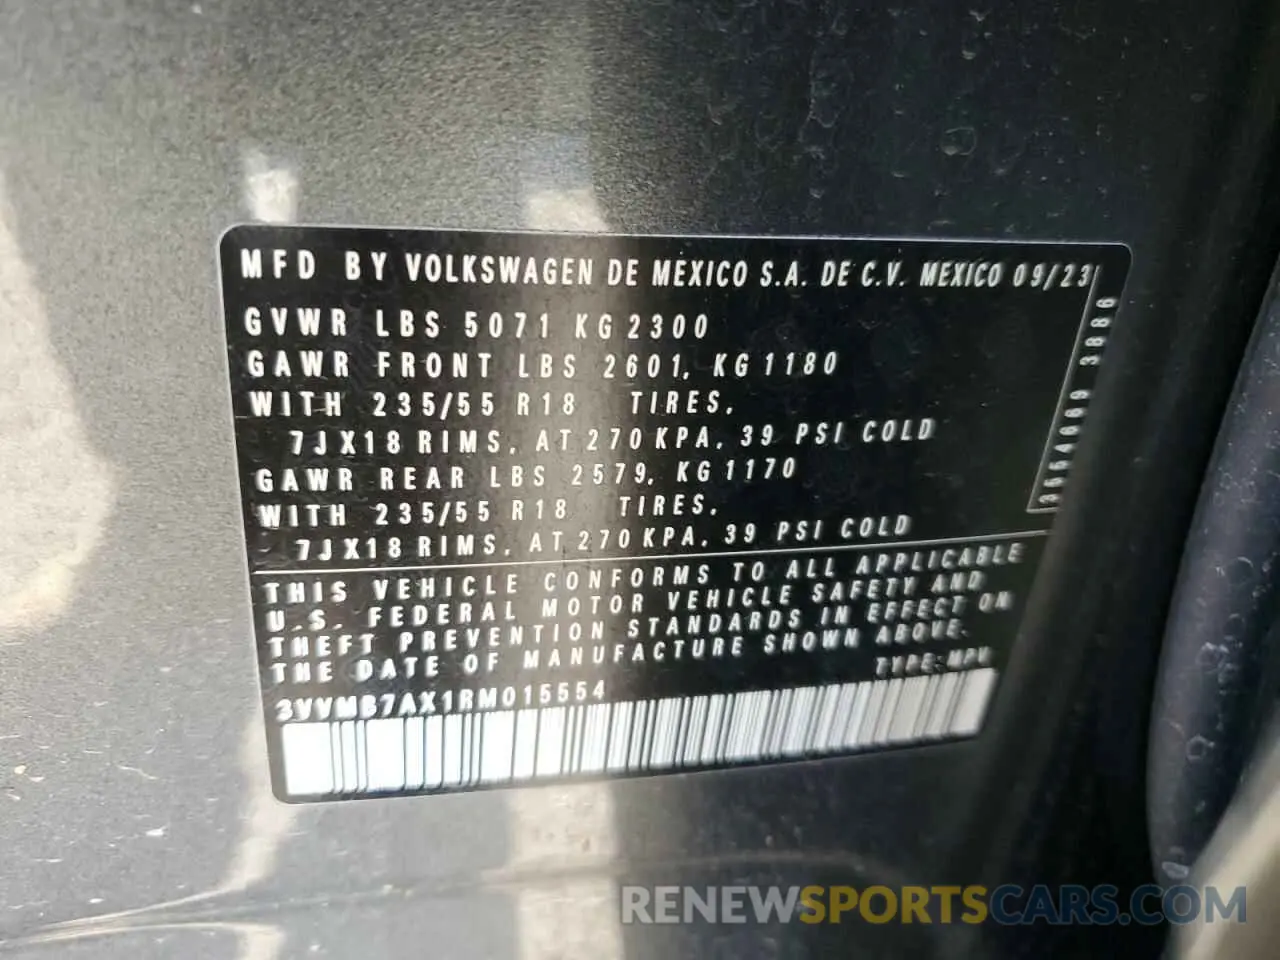 MFD BY VOLKSWAGEN DE MEXICO S.A. DE C.V. MEXICO 09/23
GVWR LBS 5071 KG 2300
GAWR FRONT LBS 2601, KG 1180
WITH 235/55 R18 TIRES,
7JX18 RIMS, AT 270 KPA, 39 PSI COLD
GAWR REAR LBS 2579, KG 1170
WITH 235/55 R18 TIRES,
7JX18 RIMS, AT 270 KPA, 39 PSI COLD
3554669 3886
THIS VEHICLE CONFORMS TO ALL APPLICABLE
U.S. FEDERAL MOTOR VEHICLE SAFETY AND
THEFT PREVENTION STANDARDS IN EFFECT ON
THE DATE OF MANUFACTURE SHOWN ABOVE.
TYPE: MPV
3VVMB7AX1RM015554
RENEWSPORTSCARS.COM